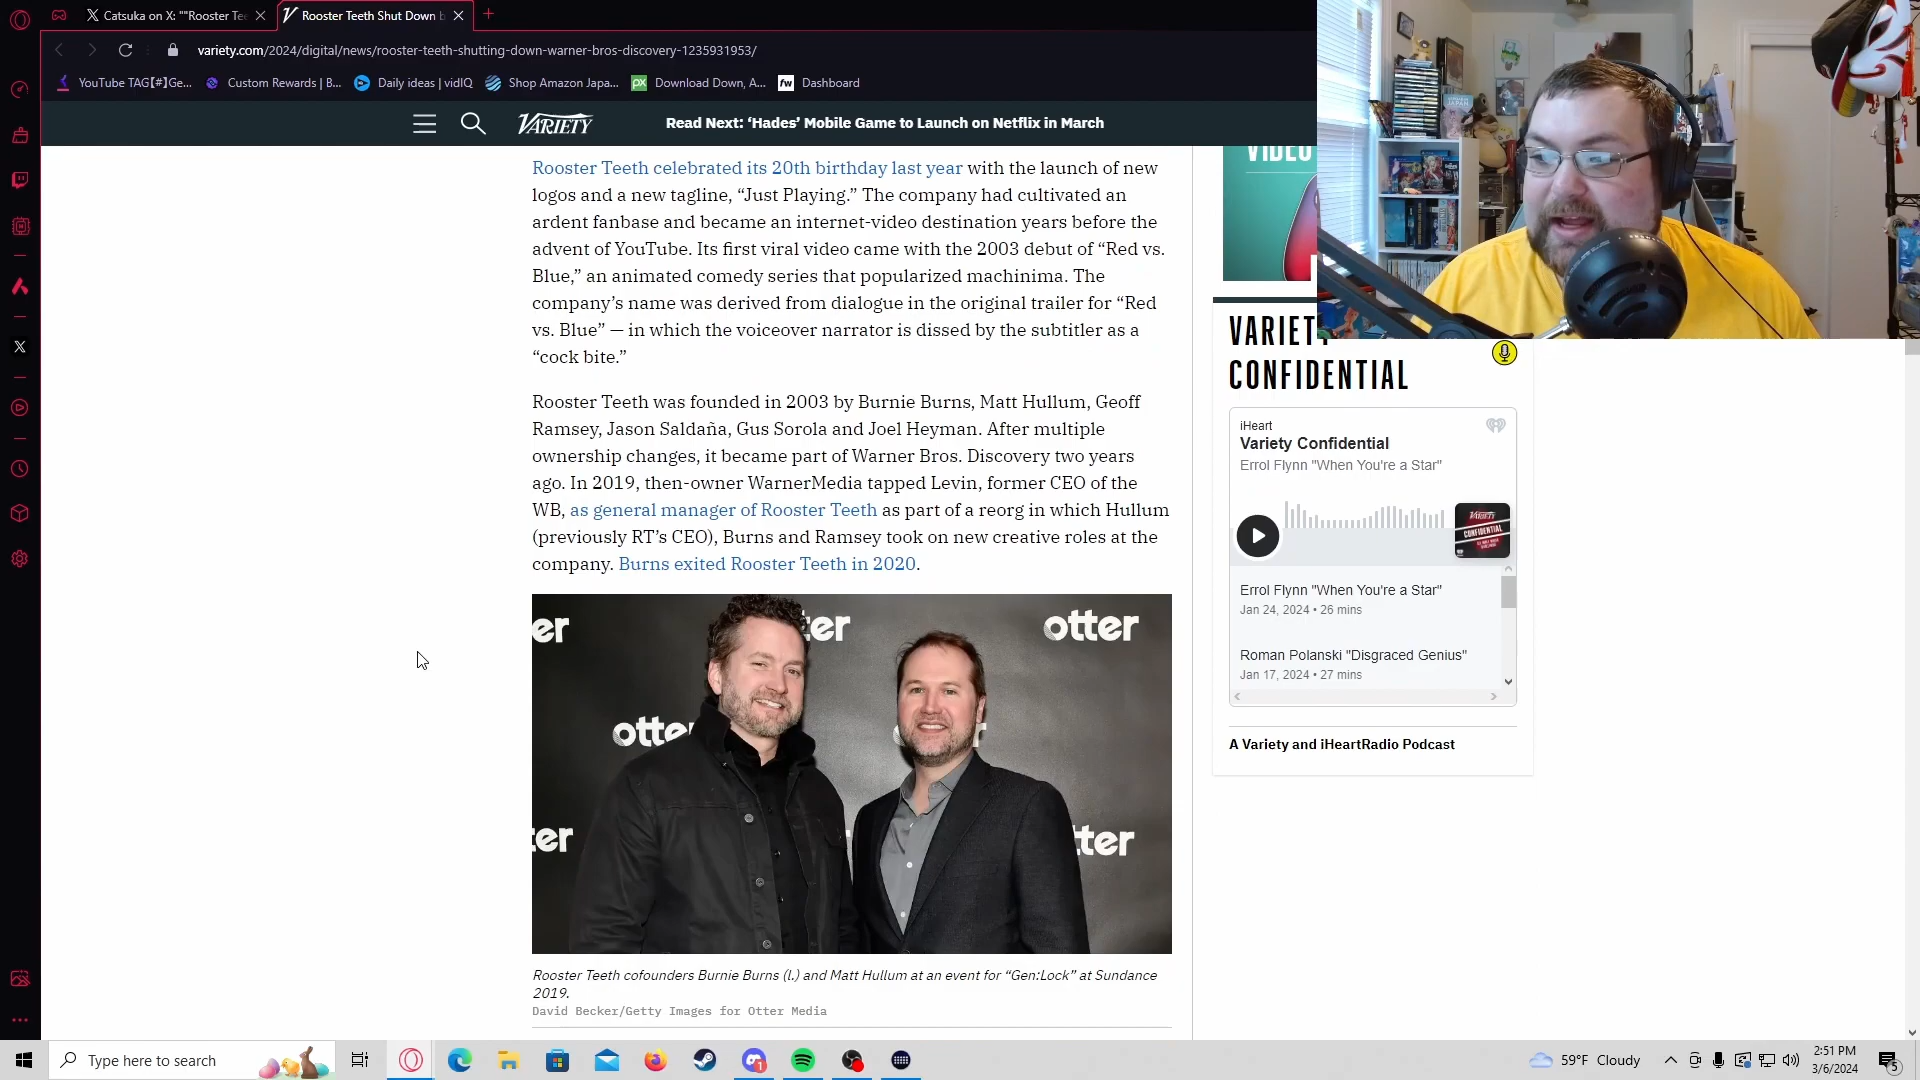 Catsuka on X: ""Rooster Tee
Rooster Teeth Shut Down b
variety.com/2024/digital/news/rooster-teeth-shutting-down-warner-bros-discovery-1235931953/
YouTube TAG【#】Ge...
Custom Rewards | B...
Daily ideas | vidIQ
Shop Amazon Japa...
px
Download Down, A...
fw
Dashboard
VARIETY
Read Next: ‘Hades’ Mobile Game to Launch on Netflix in March
Rooster Teeth celebrated its 20th birthday last year with the launch of new
logos and a new tagline, “Just Playing.” The company had cultivated an
ardent fanbase and became an internet-video destination years before the
advent of YouTube. Its first viral video came with the 2003 debut of “Red vs.
Blue,” an animated comedy series that popularized machinima. The
company’s name was derived from dialogue in the original trailer for “Red
vs. Blue” — in which the voiceover narrator is dissed by the subtitler as a
“cock bite.”
Rooster Teeth was founded in 2003 by Burnie Burns, Matt Hullum, Geoff
Ramsey, Jason Saldaña, Gus Sorola and Joel Heyman. After multiple
ownership changes, it became part of Warner Bros. Discovery two years
ago. In 2019, then-owner WarnerMedia tapped Levin, former CEO of the
WB, as general manager of Rooster Teeth as part of a reorg in which Hullum
(previously RT’s CEO), Burns and Ramsey took on new creative roles at the
company. Burns exited Rooster Teeth in 2020.
er
ter
otter
otter
er
tter
Rooster Teeth cofounders Burnie Burns (l.) and Matt Hullum at an event for “Gen:Lock” at Sundance
2019.
David Becker/Getty Images for Otter Media
VIDEO
VARIET
CONFIDENTIAL
iHeart
Variety Confidential
Errol Flynn "When You're a Star"
VARIETY
CONFIDENTIAL
Errol Flynn "When You're a Star"
Jan 24, 2024 • 26 mins
Roman Polanski "Disgraced Genius"
Jan 17, 2024 • 27 mins
A Variety and iHeartRadio Podcast
Type here to search
1
59°F Cloudy
2:51 PM
3/6/2024
5